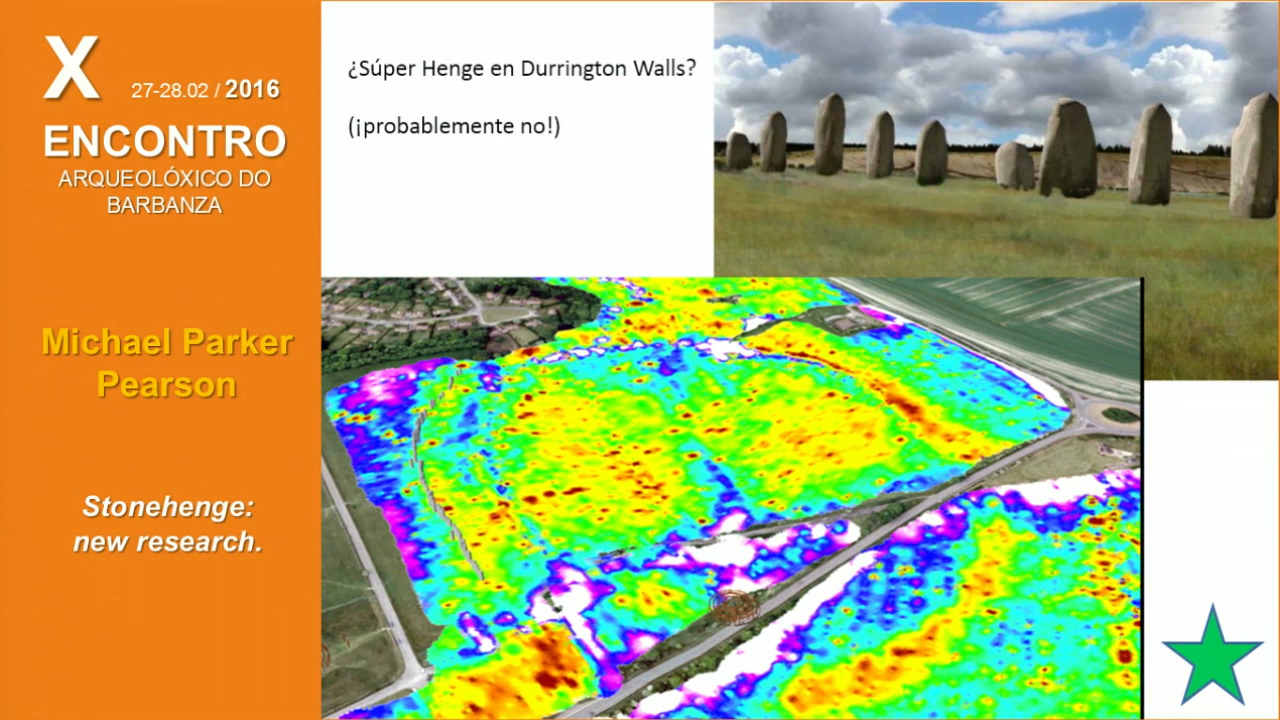 X 27-28.02 / 2016
ENCONTRO
ARQUEOLÓXICO DO
BARBANZA
Michael Parker
Pearson
Stonehenge:
new research.
¿Súper Henge en Durrington Walls?
(¡probablemente no!)